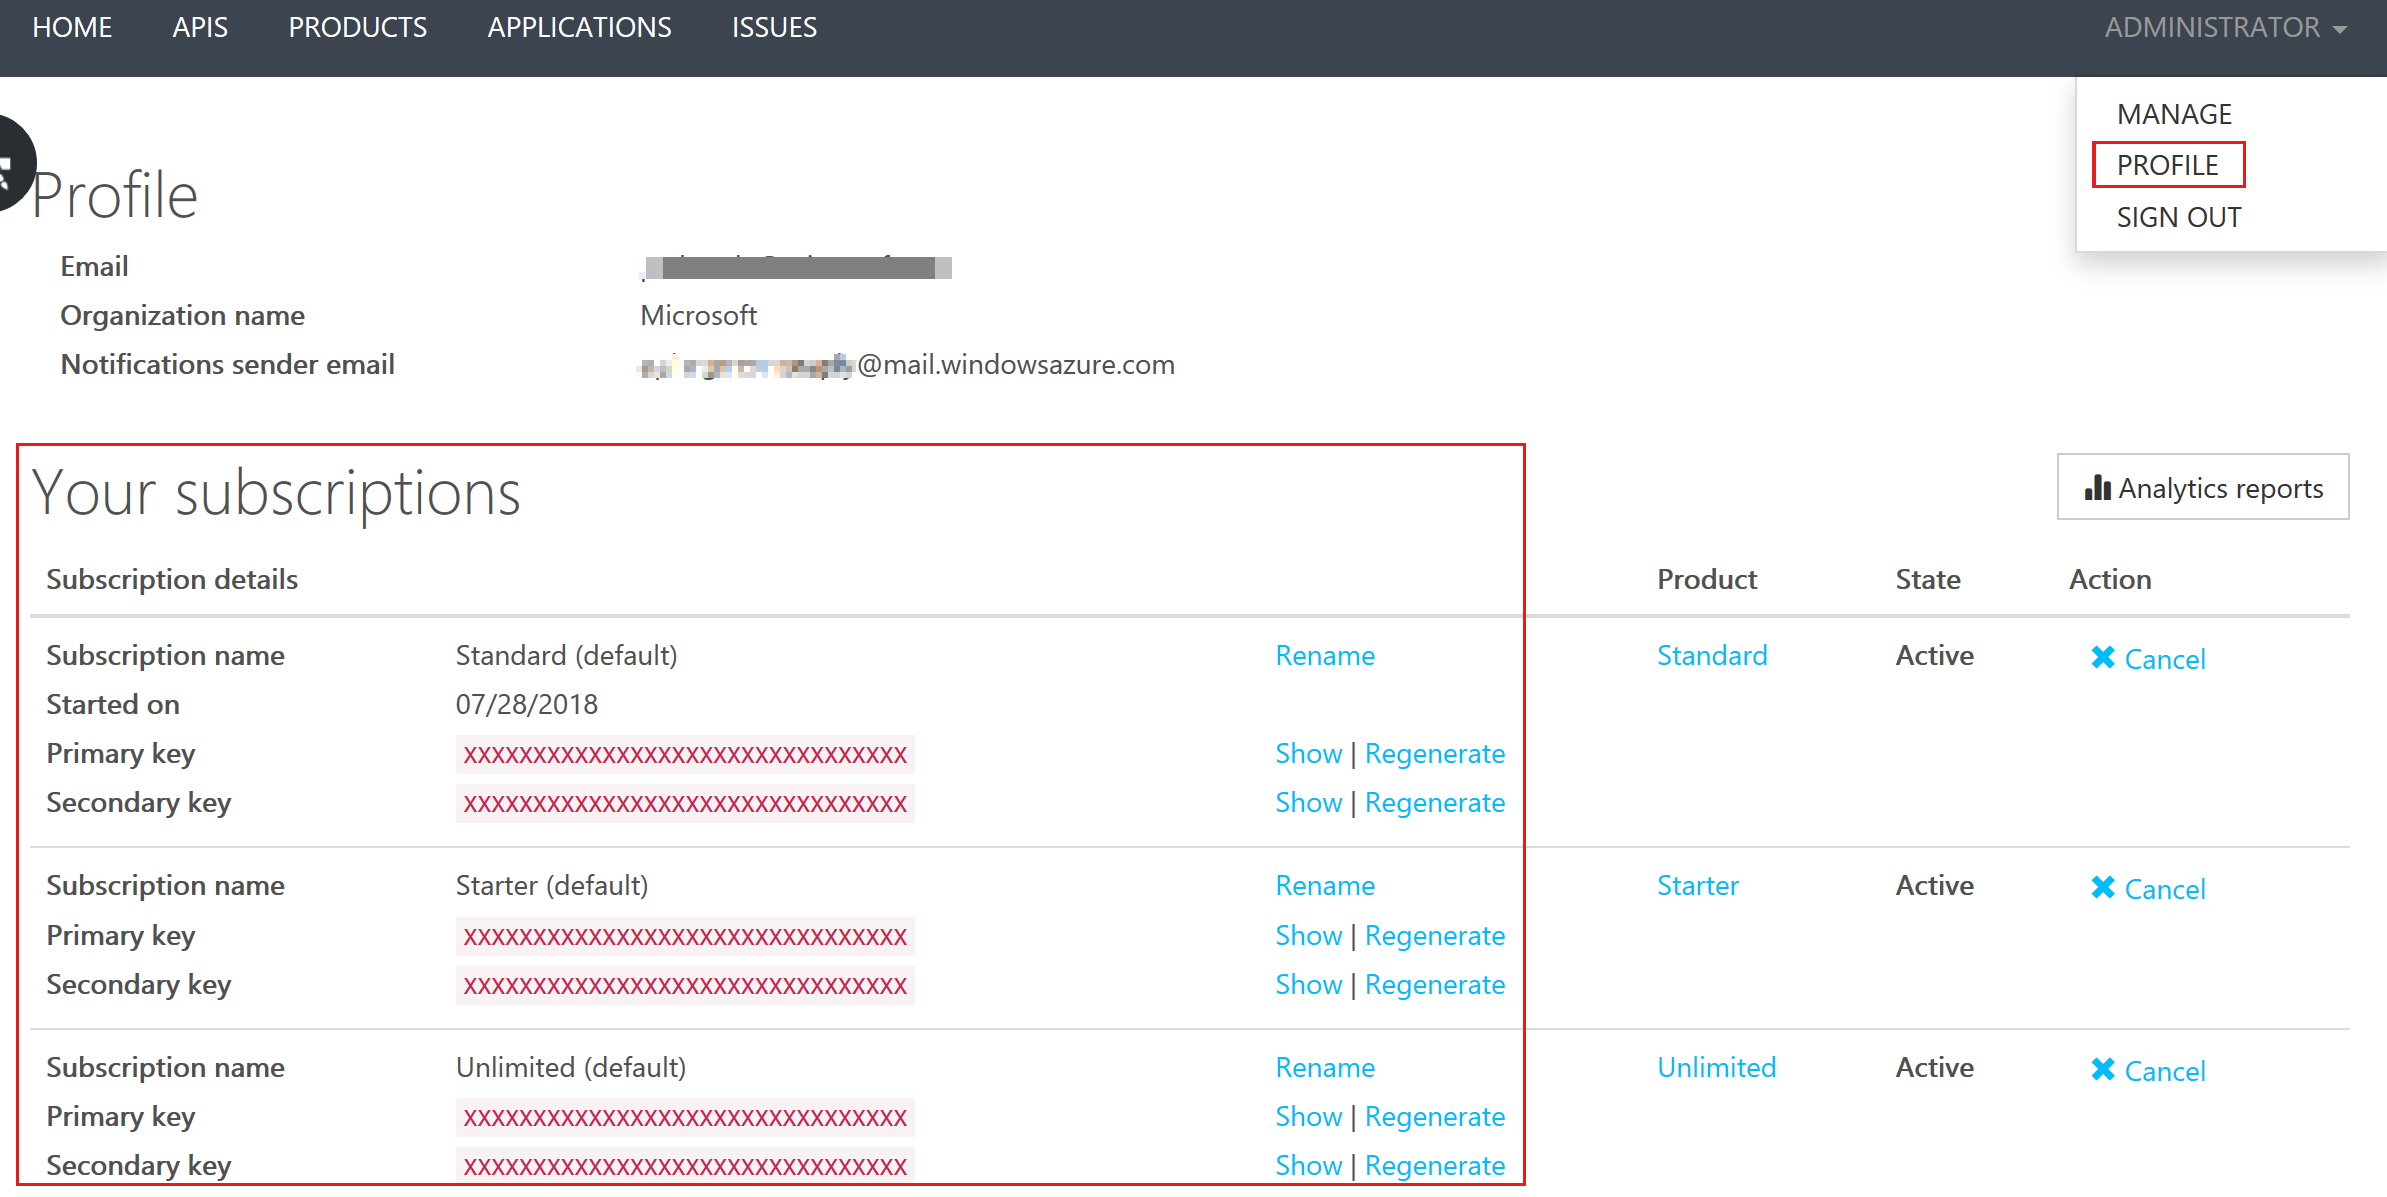 HOME APIS PRODUCTS APPLICATIONS ISSUES ADMINISTRATOR
MANAGE
PROFILE
SIGN OUT
Profile
Email
Organization name Microsoft
Notifications sender email @mail.windowsazure.com
Your subscriptions
Analytics reports
Subscription details Product State Action
Subscription name Standard (default) Rename Standard Active Cancel
Started on 07/28/2018
Primary key XXXXXXXXXXXXXXXXXXXXXXXXXXXXXXXX Show | Regenerate
Secondary key XXXXXXXXXXXXXXXXXXXXXXXXXXXXXXXX Show | Regenerate
Subscription name Starter (default) Rename Starter Active Cancel
Primary key XXXXXXXXXXXXXXXXXXXXXXXXXXXXXXXX Show | Regenerate
Secondary key XXXXXXXXXXXXXXXXXXXXXXXXXXXXXXXX Show | Regenerate
Subscription name Unlimited (default) Rename Unlimited Active Cancel
Primary key XXXXXXXXXXXXXXXXXXXXXXXXXXXXXXXX Show | Regenerate
Secondary key XXXXXXXXXXXXXXXXXXXXXXXXXXXXXXXX Show | Regenerate